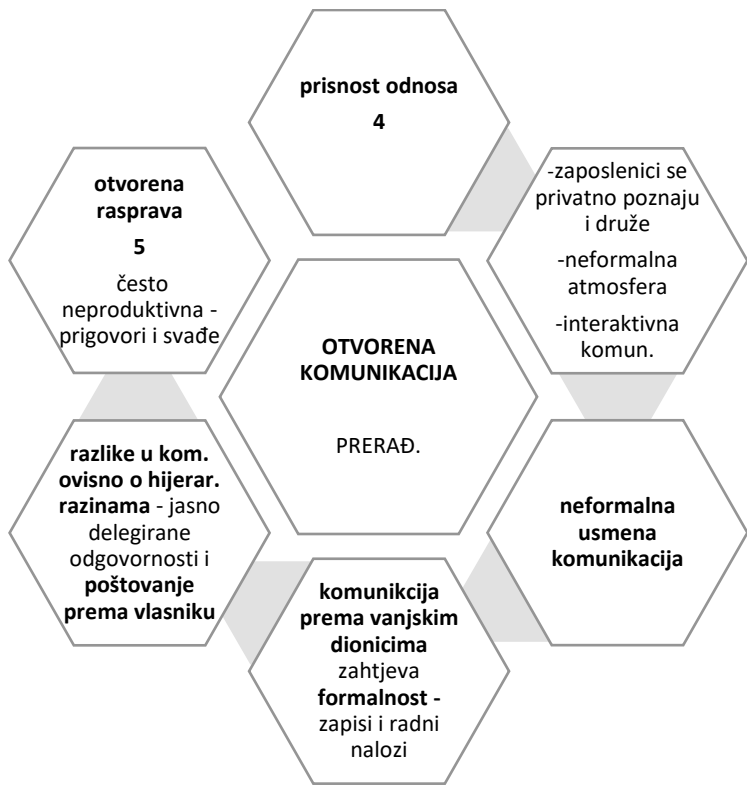 prisnost odnosa
4
-zaposlenici se
privatno poznaju
i druže
-neformalna
atmosfera
-interaktivna
komun.
neformalna
usmena
komunikacija
komunikcija
prema vanjskim
dionicima
zahtjeva
formalnost -
zapisi i radni
nalozi
razlike u kom.
ovisno o hijerar.
razinama - jasno
delegirane
odgovornosti i
poštovanje
prema vlasniku
otvorena
rasprava
5
često
neproduktivna -
prigovori i svađe
OTVORENA
KOMUNIKACIJA
PRERAĐ.